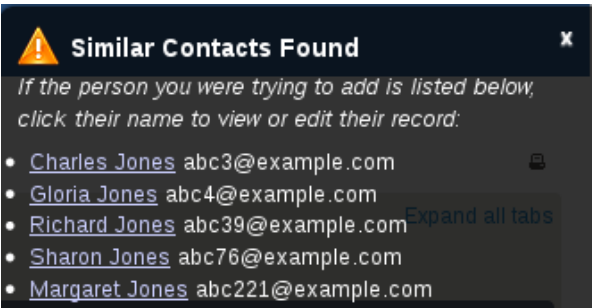 Similar Contacts Found x
If the person you were trying to add is listed below,
click their name to view or edit their record:
• Charles Jones abc3@example.com
• Gloria Jones abc4@example.com
• Richard Jones abc39@example.com
Expand all tabs
• Sharon Jones abc76@example.com
• Margaret Jones abc221@example.com